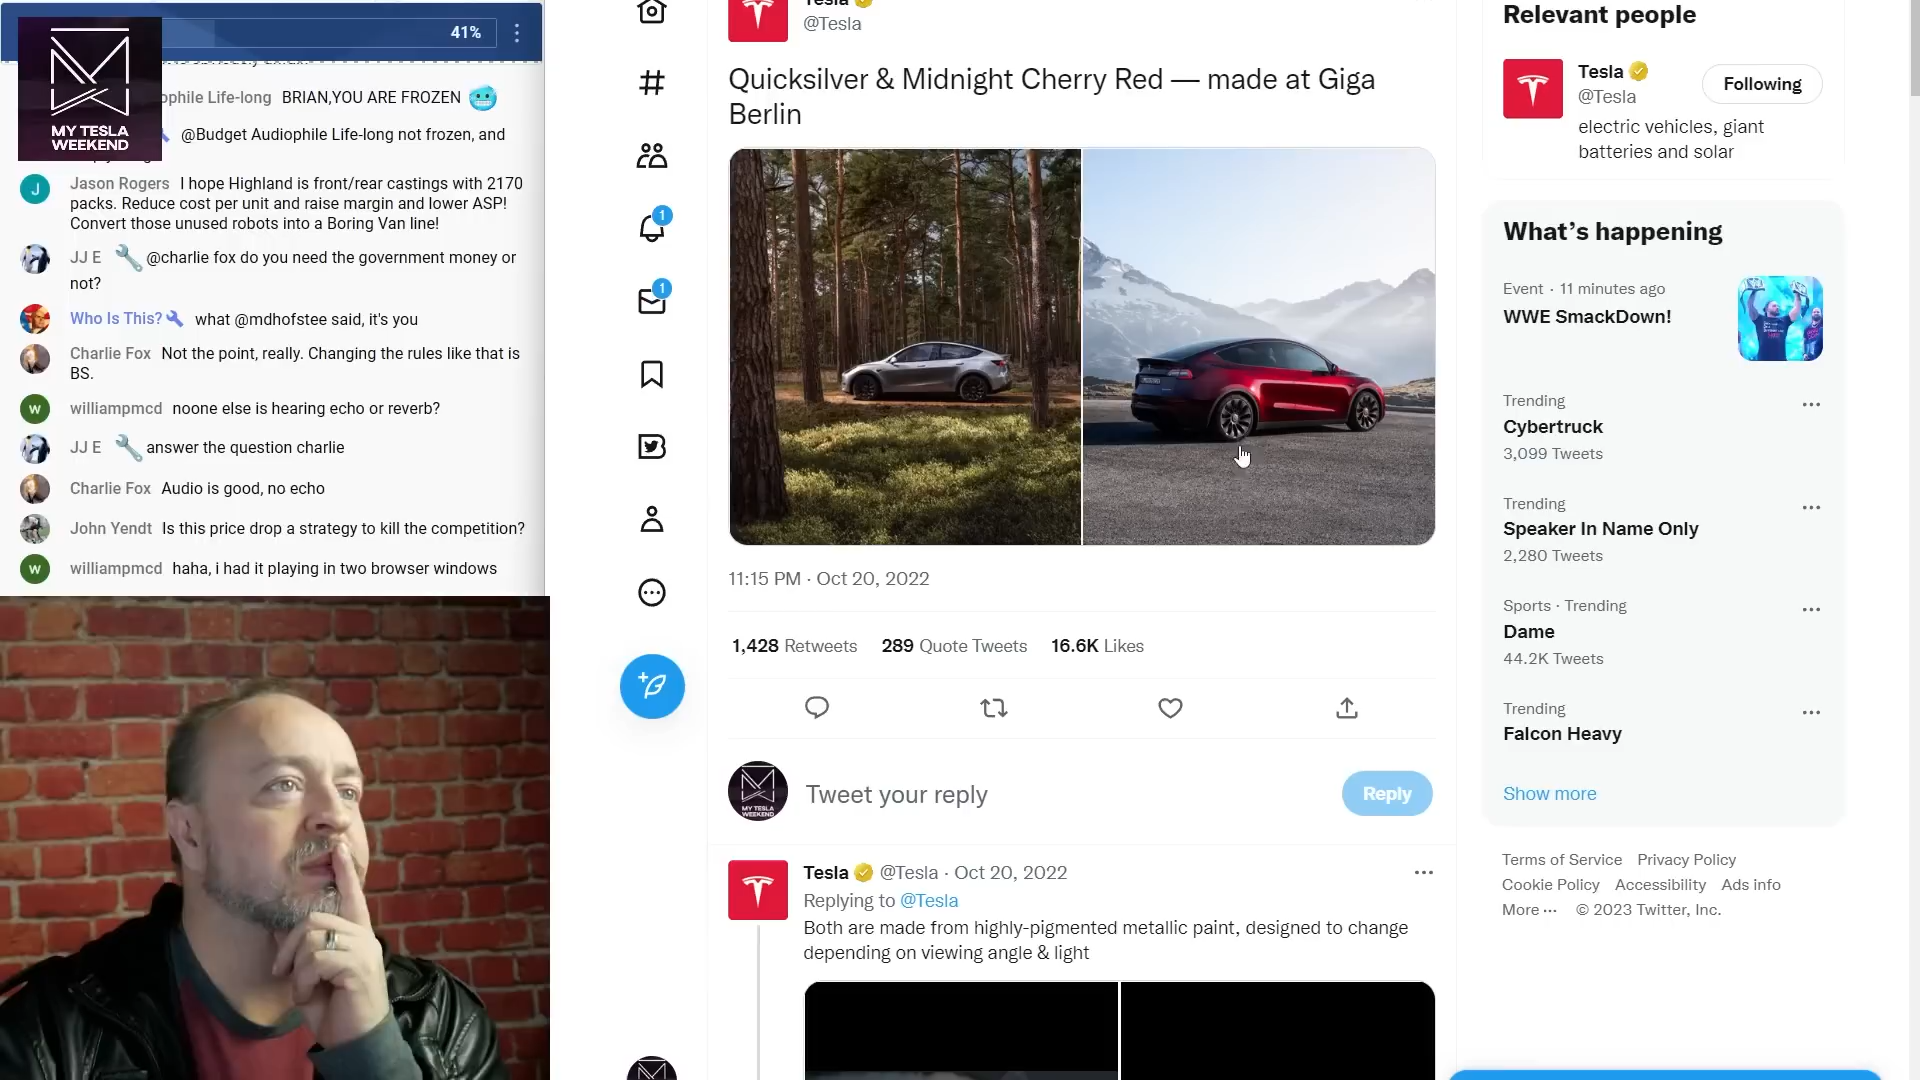 41%
MY TESLA
WEEKEND
ophile Life-long BRIAN,YOU ARE FROZEN
@Budget Audiophile Life-long not frozen, and
J
Jason Rogers I hope Highland is front/rear castings with 2170
packs. Reduce cost per unit and raise margin and lower ASP!
Convert those unused robots into a Boring Van line!
JJ E @charlie fox do you need the government money or
not?
Who Is This? what @mdhofstee said, it's you
Charlie Fox Not the point, really. Changing the rules like that is
BS.
w
williampmcd noone else is hearing echo or reverb?
JJ E answer the question charlie
Charlie Fox Audio is good, no echo
John Yendt Is this price drop a strategy to kill the competition?
w
williampmcd haha, i had it playing in two browser windows
1
1
Tesla
@Tesla
Quicksilver & Midnight Cherry Red — made at Giga
Berlin
11:15 PM · Oct 20, 2022
1,428 Retweets 289 Quote Tweets 16.6K Likes
MY TESLA
WEEKEND
Tweet your reply
Reply
Tesla @Tesla · Oct 20, 2022
Replying to @Tesla
Both are made from highly-pigmented metallic paint, designed to change
depending on viewing angle & light
Relevant people
Tesla
@Tesla
Following
electric vehicles, giant
batteries and solar
What's happening
Event · 11 minutes ago
WWE SmackDown!
Trending
Cybertruck
3,099 Tweets
Trending
Speaker In Name Only
2,280 Tweets
Sports · Trending
Dame
44.2K Tweets
Trending
Falcon Heavy
Show more
Terms of Service Privacy Policy
Cookie Policy Accessibility Ads info
More ··· © 2023 Twitter, Inc.